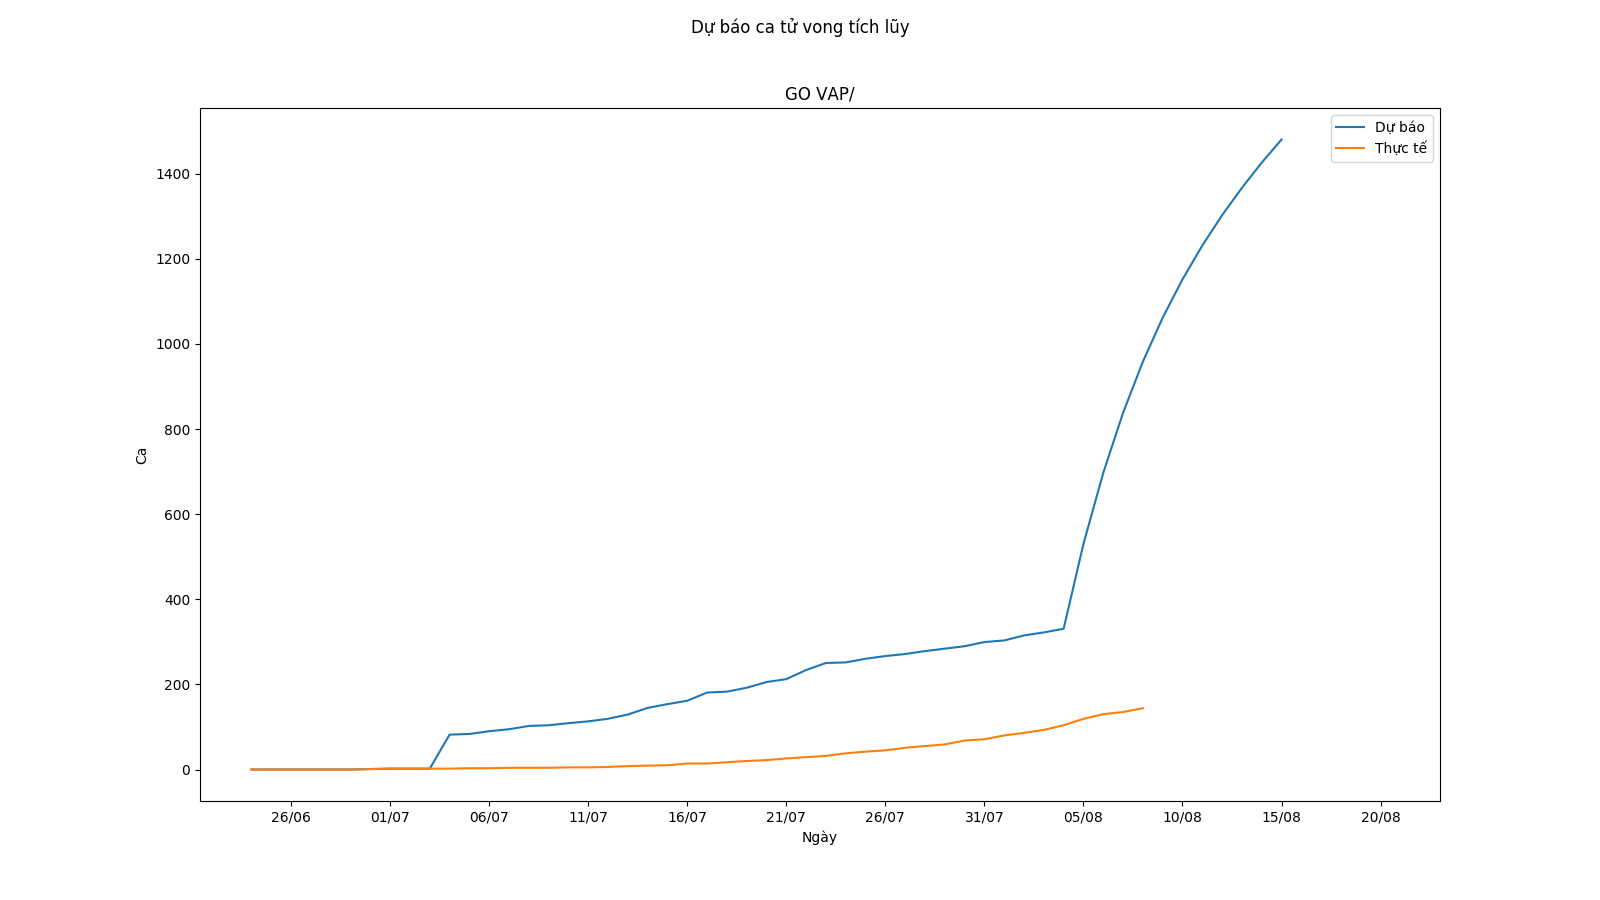 Dự báo ca tử vong tích lũy
GO VAP/
Dự báo
Thực tế
1400
1200
1000
800
600
400
200
0
Ca
26/06 01/07 06/07 11/07 16/07 21/07 26/07 31/07 05/08 10/08 15/08 20/08
Ngày